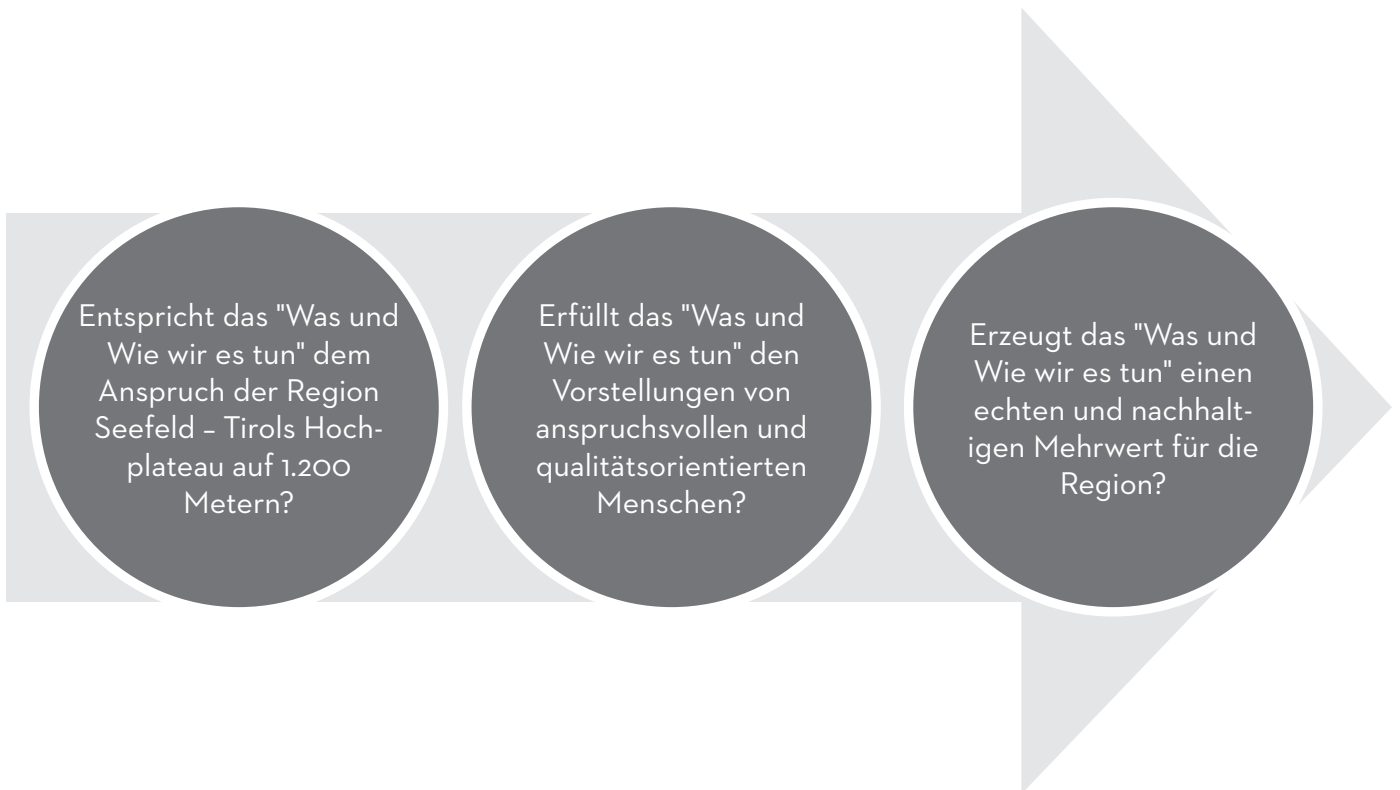 Entspricht das "Was und
Wie wir es tun" dem
Anspruch der Region
Seefeld – Tirols Hoch-
plateau auf 1.200
Metern?
Erfüllt das "Was und
Wie wir es tun" den
Vorstellungen von
anspruchsvollen und
qualitätsorientierten
Menschen?
Erzeugt das "Was und
Wie wir es tun" einen
echten und nachhalt-
igen Mehrwert für die
Region?